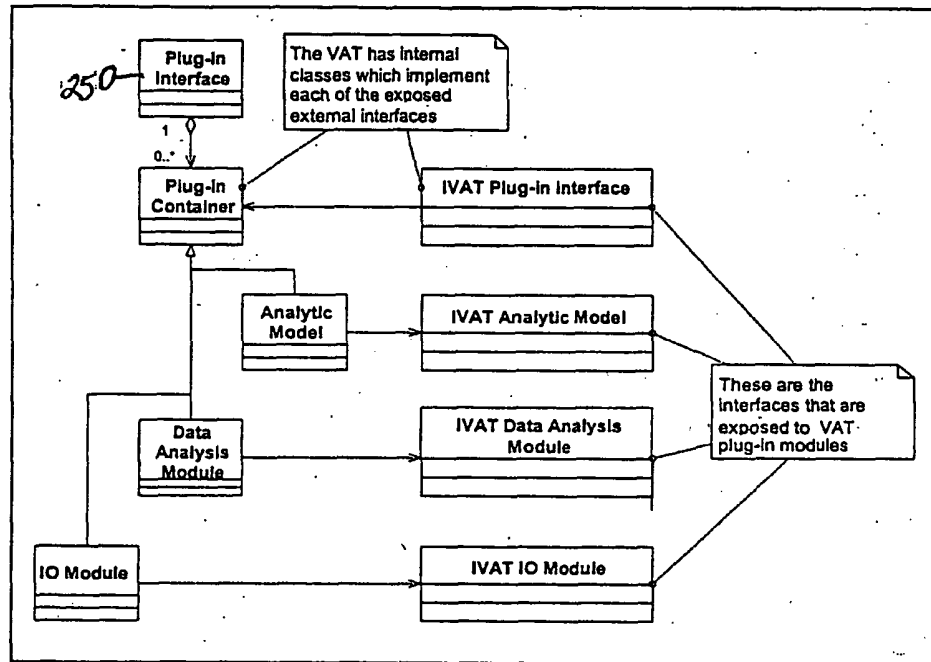 Plug-In
Interface
250
The VAT has internal
classes which implement
each of the exposed
external interfaces
1
0..*
Plug-in
Container
IVAT Plug-in Interface
Analytic
Model
IVAT Analytic Model
These are the
interfaces that are
exposed to VAT
plug-in modules
Data
Analysis
Module
IVAT Data Analysis
Module
IO Module
IVAT IO Module